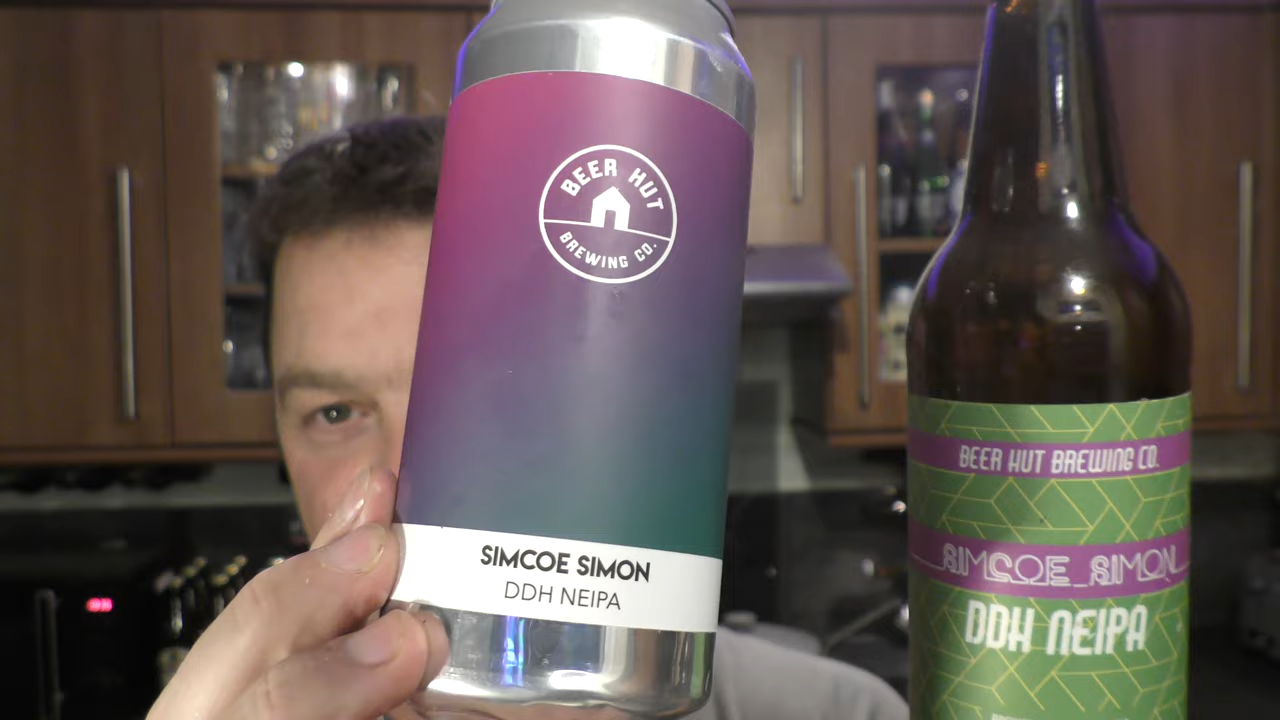 BEER HUT
BREWING CO.
SIMCOE SIMON
DDH NEIPA
BEER HUT BREWING CO.
SIMCOE SIMON
DDH NEIPA